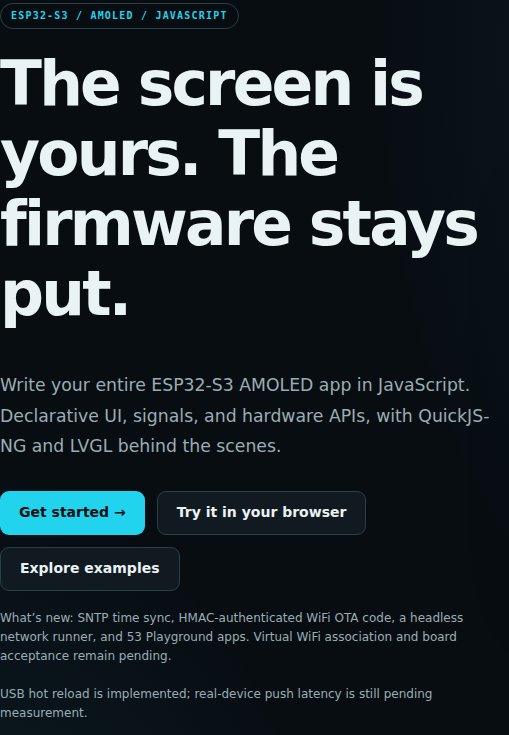 ESP32-S3 / AMOLED / JAVASCRIPT
The screen is
yours. The
firmware stays
put.
Write your entire ESP32-S3 AMOLED app in JavaScript.
Declarative UI, signals, and hardware APIs, with QuickJS-
NG and LVGL behind the scenes.
Get started →
Try it in your browser
Explore examples
What’s new: SNTP time sync, HMAC-authenticated WiFi OTA code, a headless
network runner, and 53 Playground apps. Virtual WiFi association and board
acceptance remain pending.
USB hot reload is implemented; real-device push latency is still pending
measurement.